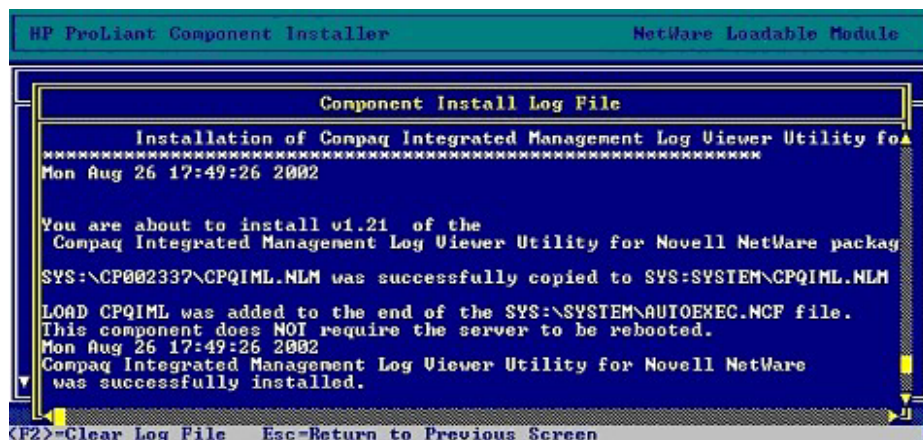 HP ProLiant Component Installer NetWare Loadable Module
Component Install Log File
Installation of Compaq Integrated Management Log Viewer Utility fo
******************************************************************
Mon Aug 26 17:49:26 2002
You are about to install v1.21 of the
Compaq Integrated Management Log Viewer Utility for Novell NetWare packag
SYS:\CP002337\CPQIML.NLM was successfully copied to SYS:SYSTEM\CPQIML.NLM
LOAD CPQIML was added to the end of the SYS:\SYSTEM\AUTOEXEC.NCF file.
This component does NOT require the server to be rebooted.
Mon Aug 26 17:49:26 2002
Compaq Integrated Management Log Viewer Utility for Novell NetWare
was successfully installed.
<F2>=Clear Log File Esc=Return to Previous Screen